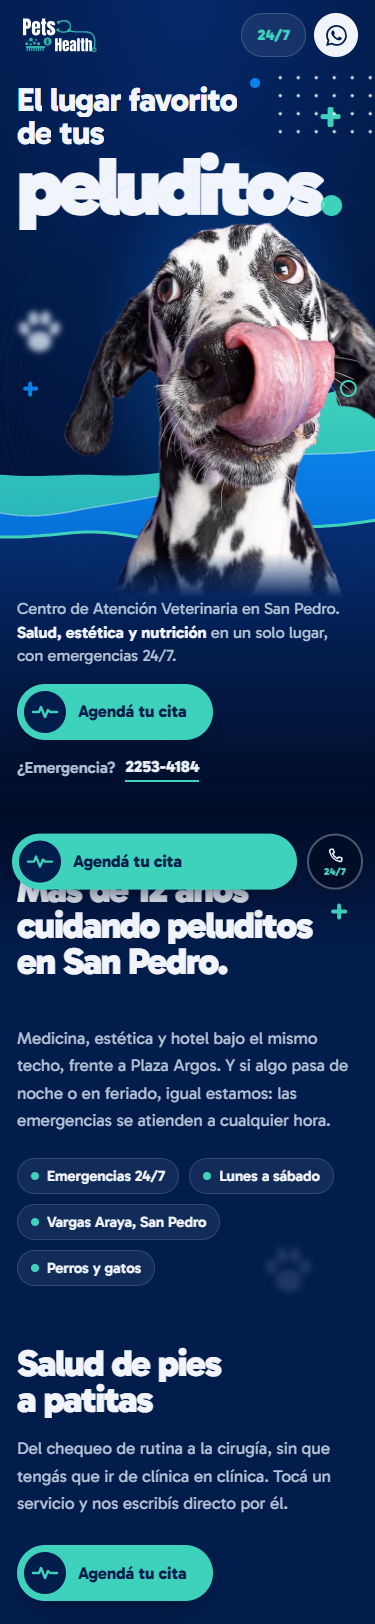 Pets
Health
24/7
El lugar favorito
de tus
peluditos.
Centro de Atención Veterinaria en San Pedro.
Salud, estética y nutrición en un solo lugar,
con emergencias 24/7.
Agendá tu cita
¿Emergencia? 2253-4184
Agendá tu cita
24/7
Más de 12 años
cuidando peluditos
en San Pedro.
Medicina, estética y hotel bajo el mismo
techo, frente a Plaza Argos. Y si algo pasa de
noche o en feriado, igual estamos: las
emergencias se atienden a cualquier hora.
Emergencias 24/7
Lunes a sábado
Vargas Araya, San Pedro
Perros y gatos
Salud de pies
a patitas
Del chequeo de rutina a la cirugía, sin que
tengás que ir de clínica en clínica. Tocá un
servicio y nos escribís directo por él.
Agendá tu cita